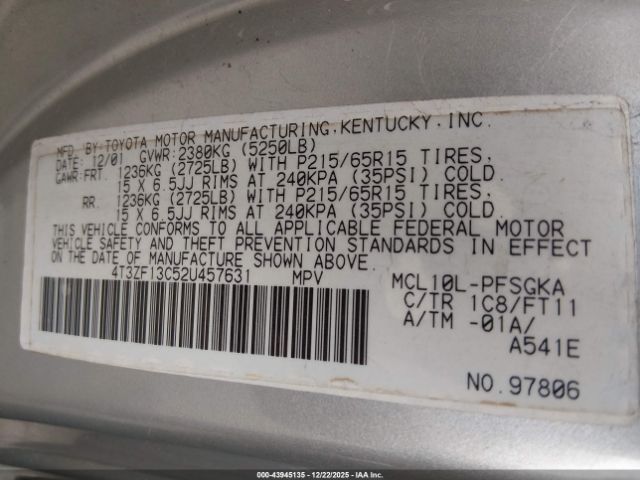 MFD. BY:TOYOTA MOTOR MANUFACTURING,KENTUCKY,INC.
DATE: 12/01 GVWR:2380KG (5250LB)
GAWR:FRT. 1236KG (2725LB) WITH P215/65R15 TIRES,
15 X 6.5JJ RIMS AT 240KPA (35PSI) COLD.
RR. 1236KG (2725LB) WITH P215/65R15 TIRES,
15 X 6.5JJ RIMS AT 240KPA (35PSI) COLD.
THIS VEHICLE CONFORMS TO ALL APPLICABLE FEDERAL MOTOR
VEHICLE SAFETY AND THEFT PREVENTION STANDARDS IN EFFECT
ON THE DATE OF MANUFACTURE SHOWN ABOVE.
4T3ZF13C52U457631 MPV
MCL10L-PFSGKA
C/TR 1C8/FT11
A/TM -01A/
A541E
NO.97806
000-43945135 - 12/22/2025 - IAAI.COM